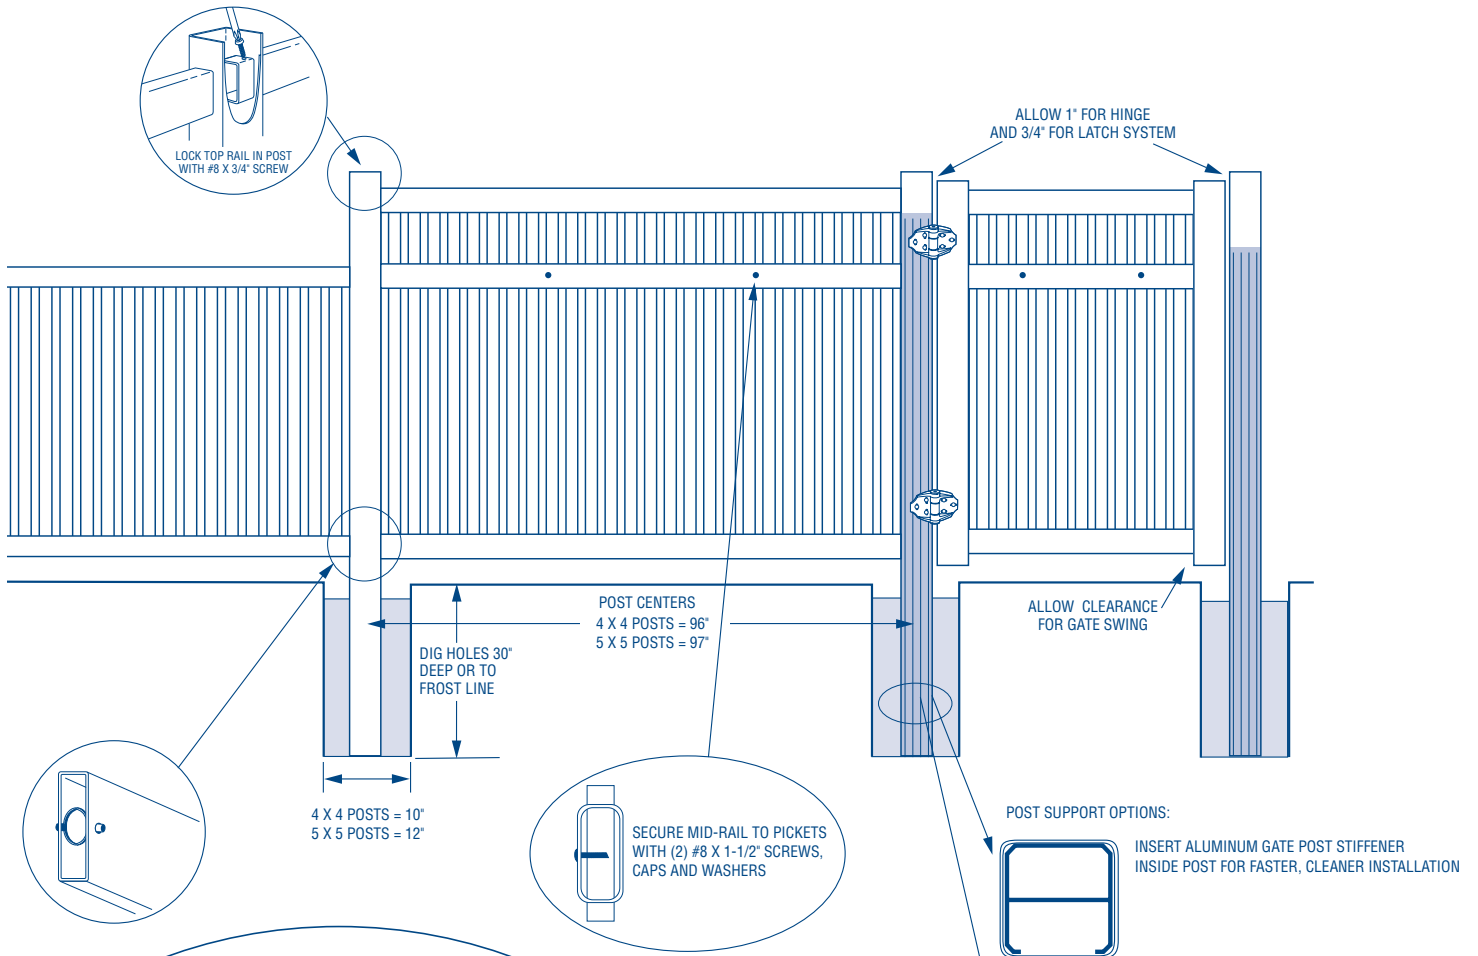 LOCK TOP RAIL IN POST
WITH #8 X 3/4" SCREW
ALLOW 1" FOR HINGE
AND 3/4" FOR LATCH SYSTEM
POST CENTERS
4 X 4 POSTS = 96"
5 X 5 POSTS = 97"
ALLOW CLEARANCE
FOR GATE SWING
DIG HOLES 30"
DEEP OR TO
FROST LINE
4 X 4 POSTS = 10"
5 X 5 POSTS = 12"
SECURE MID-RAIL TO PICKETS
WITH (2) #8 X 1-1/2" SCREWS,
CAPS AND WASHERS
POST SUPPORT OPTIONS:
INSERT ALUMINUM GATE POST STIFFENER
INSIDE POST FOR FASTER, CLEANER INSTALLATION